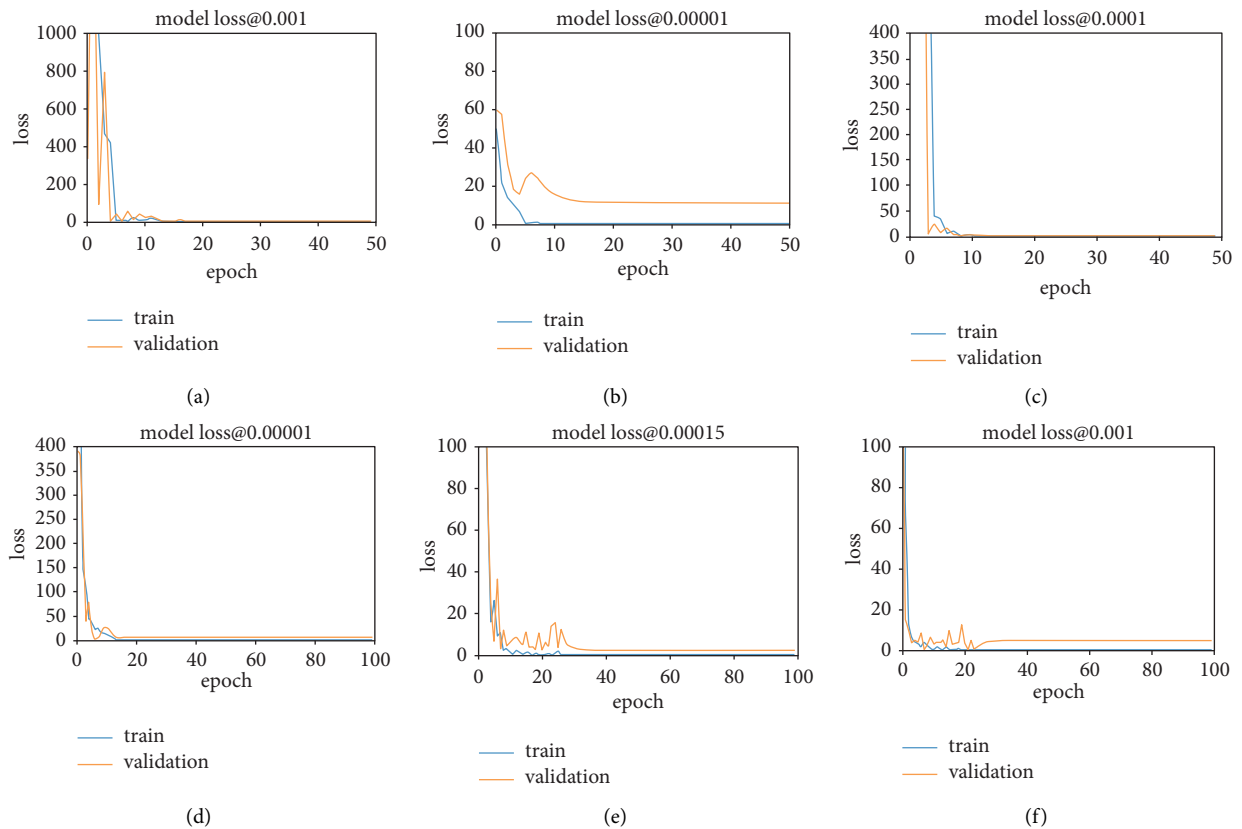 model loss@0.001
1000
800
600
400
200
0
loss
0 10 20 30 40 50
epoch
train
validation
(a)
model loss@0.00001
100
80
60
40
20
0
loss
0 10 20 30 40 50
epoch
train
validation
(b)
model loss@0.0001
400
350
300
250
200
150
100
50
0
loss
0 10 20 30 40 50
epoch
train
validation
(c)
model loss@0.00001
400
350
300
250
200
150
100
50
0
loss
0 20 40 60 80 100
epoch
train
validation
(d)
model loss@0.00015
100
80
60
40
20
0
loss
0 20 40 60 80 100
epoch
train
validation
(e)
model loss@0.001
100
80
60
40
20
0
loss
0 20 40 60 80 100
epoch
train
validation
(f)